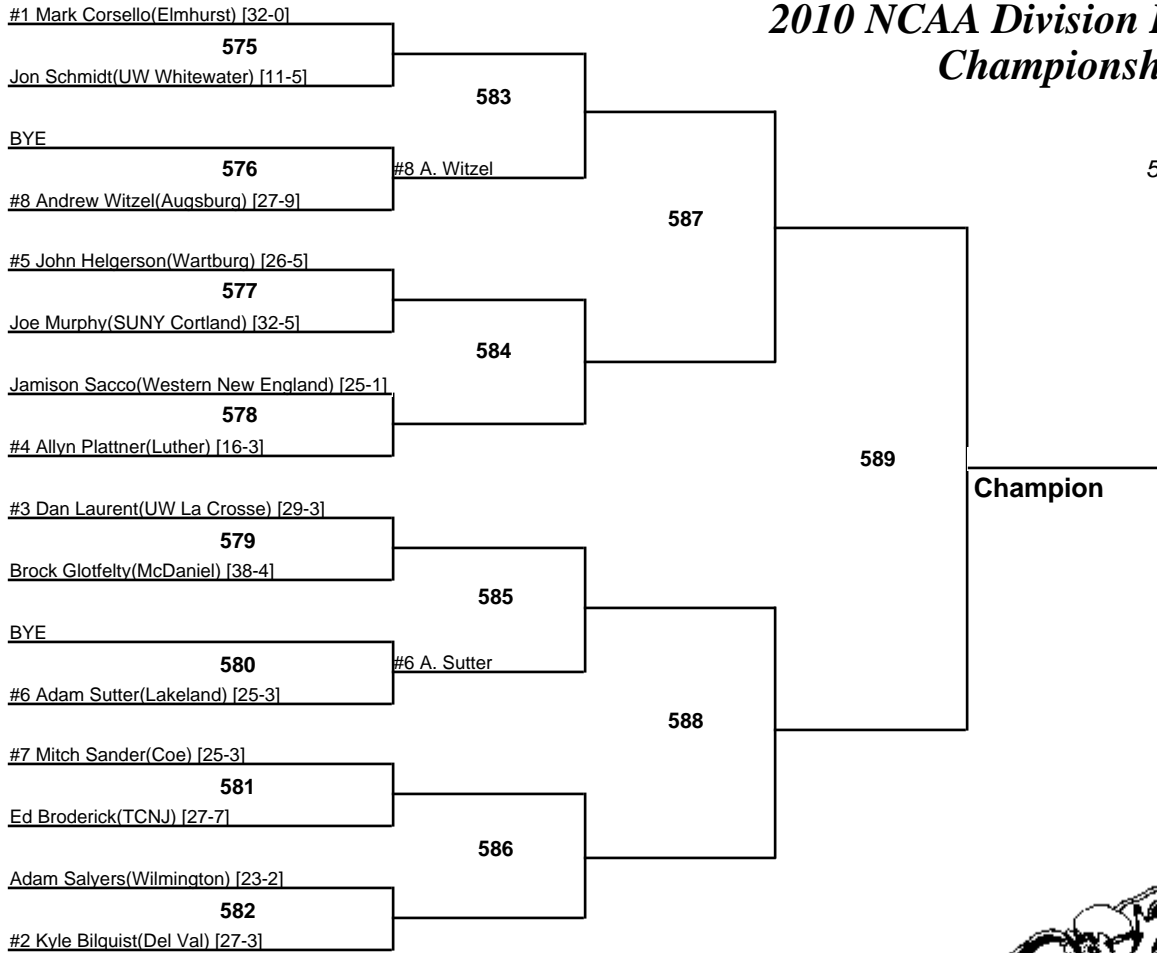 #1 Mark Corsello(Elmhurst) [32-0]
2010 NCAA Division I
Championsh
575
Jon Schmidt(UW Whitewater) [11-5]
583
BYE
576
#8 A. Witzel
5
#8 Andrew Witzel(Augsburg) [27-9]
587
#5 John Helgerson(Wartburg) [26-5]
577
Joe Murphy(SUNY Cortland) [32-5]
584
Jamison Sacco(Western New England) [25-1]
578
#4 Allyn Plattner(Luther) [16-3]
589
Champion
#3 Dan Laurent(UW La Crosse) [29-3]
579
Brock Glotfelty(McDaniel) [38-4]
585
BYE
580
#6 A. Sutter
#6 Adam Sutter(Lakeland) [25-3]
588
#7 Mitch Sander(Coe) [25-3]
581
Ed Broderick(TCNJ) [27-7]
586
Adam Salyers(Wilmington) [23-2]
582
#2 Kyle Bilquist(Del Val) [27-3]